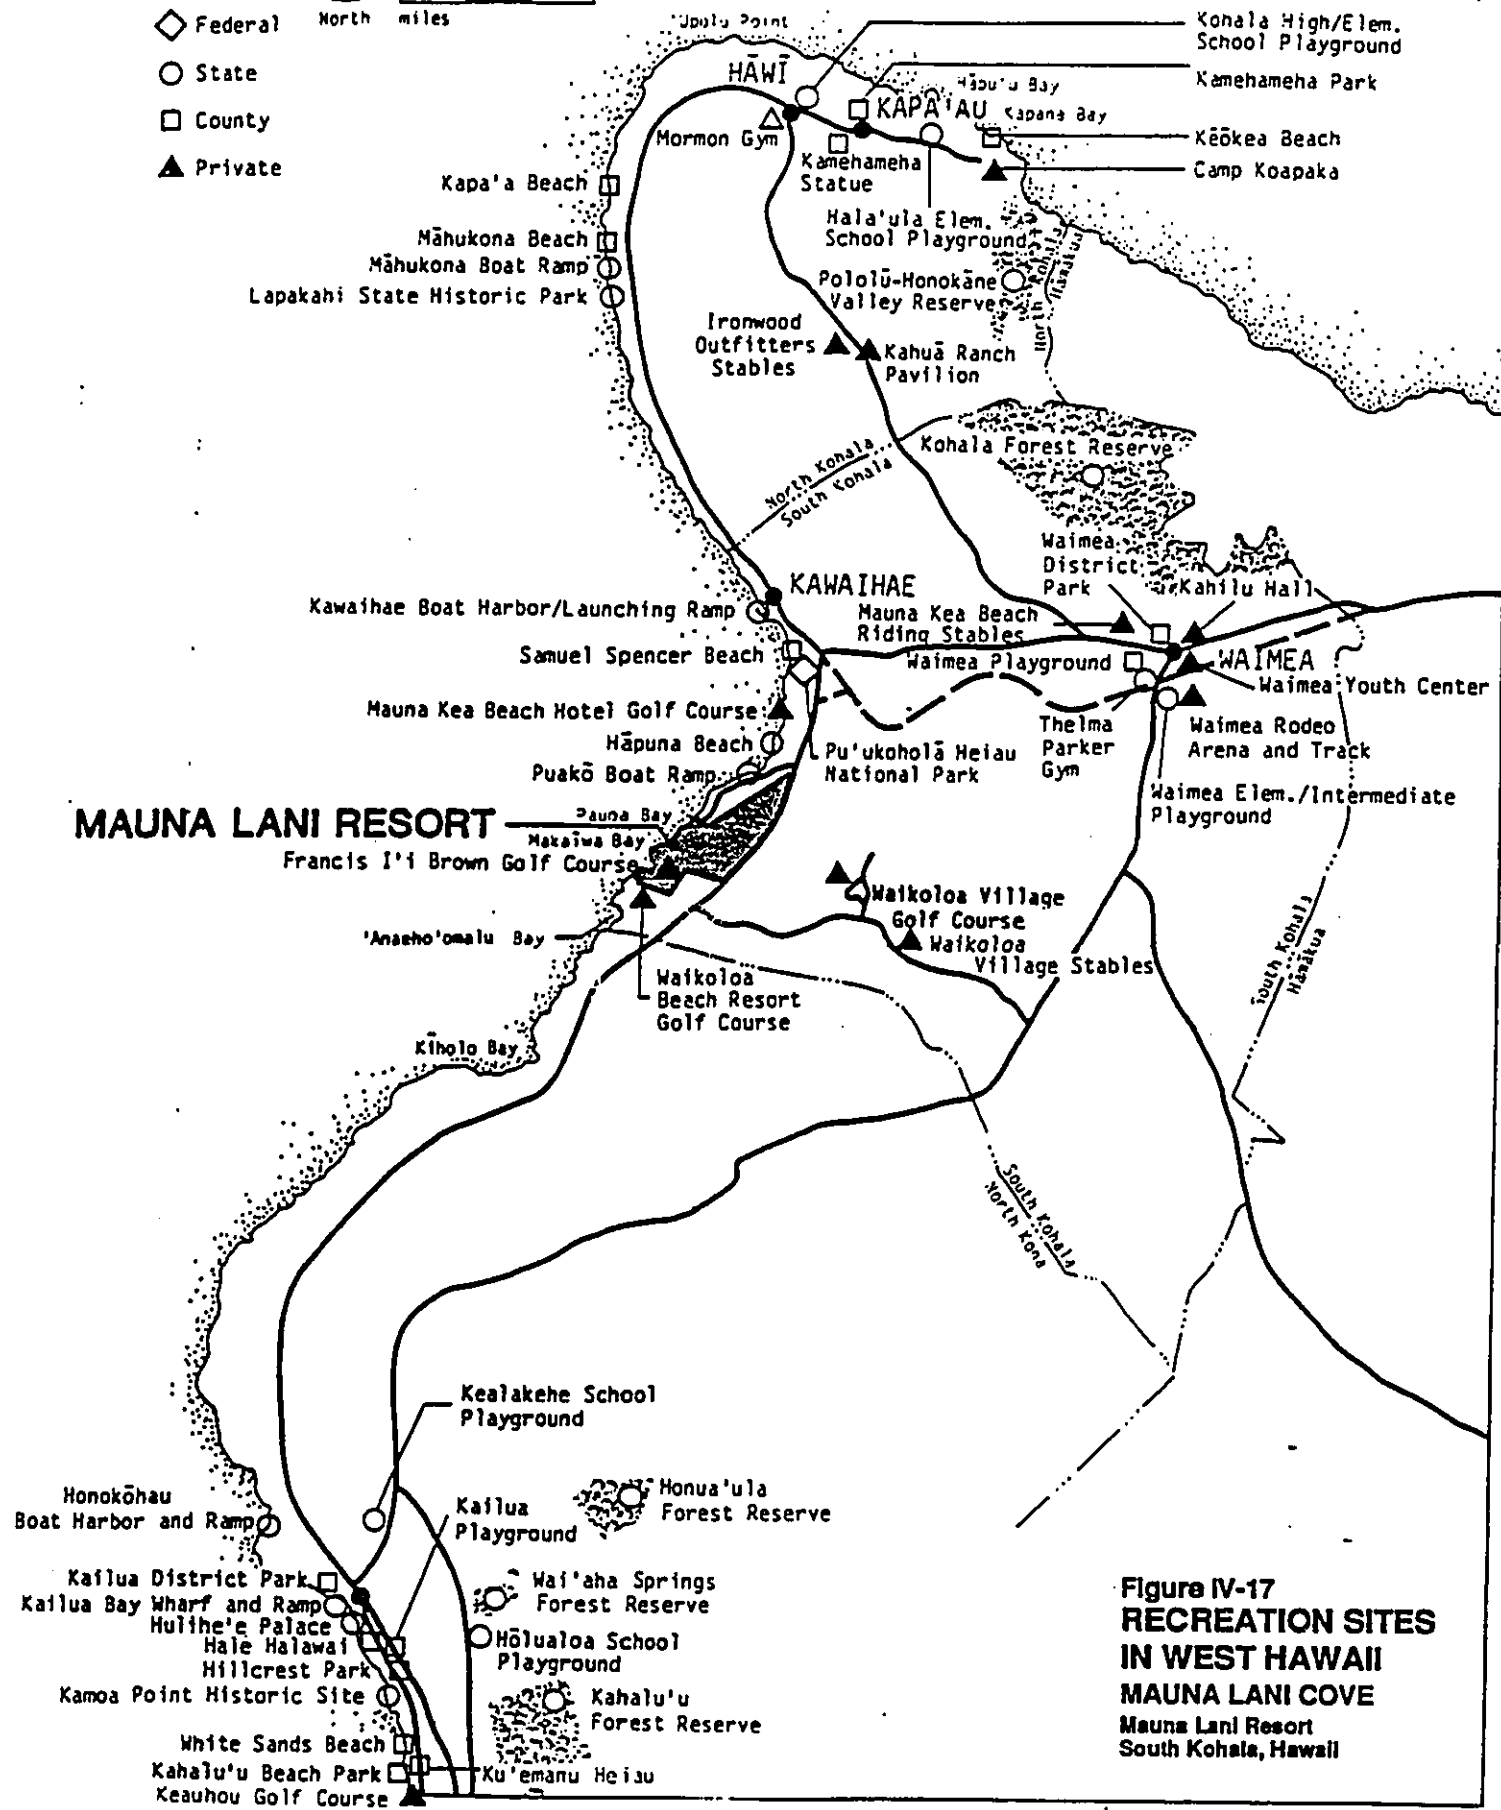 Federal
North miles
State
County
Private
'Upolu Point
Kohala High/Elem.
School Playground
HĀWĪ
Kamehameha Park
Hāpu'u Bay
KAPA'AU
Kapana Bay
Mormon Gym
Kēōkea Beach
Kamehameha
Statue
Camp Koapaka
Kapa'a Beach
Hala'ula Elem.
School Playground
Māhukona Beach
Māhukona Boat Ramp
Lapakahi State Historic Park
Pololū-Honokāne
Valley Reserve
North Kohala
Hamakua
Ironwood
Outfitters
Stables
Kahuā Ranch
Pavilion
Kohala Forest Reserve
North Kohala
South Kohala
Waimea
District
Park
Kahilu Hall
KAWAIHAE
Kawaihae Boat Harbor/Launching Ramp
Mauna Kea Beach
Riding Stables
Samuel Spencer Beach
Waimea Playground
WAIMEA
Waimea Youth Center
Mauna Kea Beach Hotel Golf Course
Thelma
Parker
Gym
Waimea Rodeo
Arena and Track
Hāpuna Beach
Pu'ukoholā Heiau
National Park
Puakō Boat Ramp
Waimea Elem./Intermediate
Playground
MAUNA LANI RESORT
Pauoa Bay
Makaīwa Bay
Francis I'i Brown Golf Course
Waikoloa Village
Golf Course
Waikoloa
Village Stables
'Anaeho'omalu Bay
South Kohala
Hāmākua
Waikoloa
Beach Resort
Golf Course
Kīholo Bay
South Kohala
North Kona
Kealakehe School
Playground
Honokōhau
Boat Harbor and Ramp
Kailua
Playground
Honua'ula
Forest Reserve
Kailua District Park
Kailua Bay Wharf and Ramp
Hulihe'e Palace
Hale Halawai
Hillcrest Park
Kamoa Point Historic Site
Wai'aha Springs
Forest Reserve
Hōlualoa School
Playground
Kahalu'u
Forest Reserve
White Sands Beach
Kahalu'u Beach Park
Ku'emanu Heiau
Keauhou Golf Course
Figure IV-17
RECREATION SITES
IN WEST HAWAII
MAUNA LANI COVE
Mauna Lani Resort
South Kohala, Hawaii